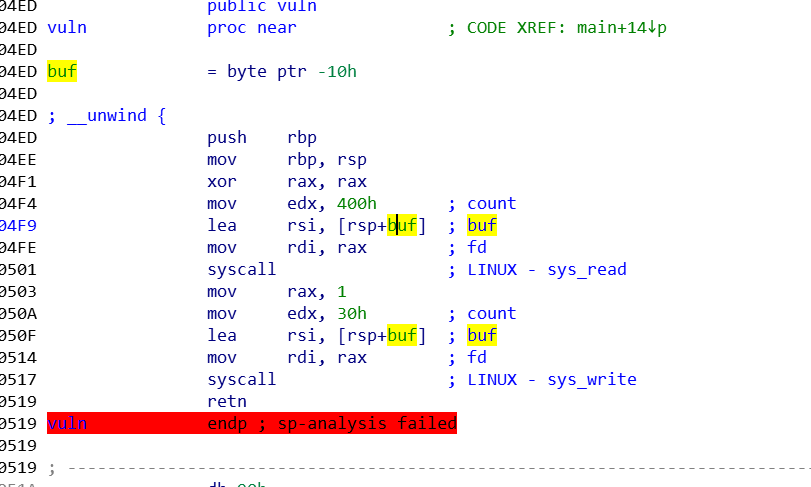 04ED public vuln
04ED vuln proc near ; CODE XREF: main+14↓p
04ED
04ED buf = byte ptr -10h
04ED
04ED ; __unwind {
04ED push rbp
04EE mov rbp, rsp
04F1 xor rax, rax
04F4 mov edx, 400h ; count
04F9 lea rsi, [rsp+buf] ; buf
04FE mov rdi, rax ; fd
0501 syscall ; LINUX - sys_read
0503 mov rax, 1
050A mov edx, 30h ; count
050F lea rsi, [rsp+buf] ; buf
0514 mov rdi, rax ; fd
0517 syscall ; LINUX - sys_write
0519 retn
0519 vuln endp ; sp-analysis failed
0519
0519 ; ---------------------------------------------------------------------------